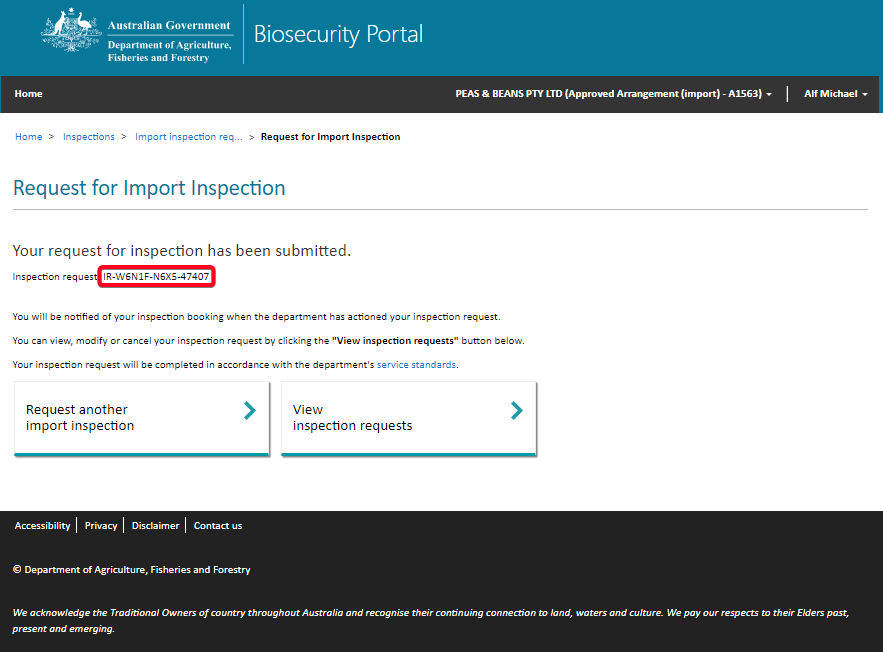 Australian Government
Department of Agriculture,
Fisheries and Forestry
Biosecurity Portal
Home
PEAS & BEANS PTY LTD (Approved Arrangement (import) - A1563)
Alf Michael
Home > Inspections > Import inspection req... > Request for Import Inspection
Request for Import Inspection
Your request for inspection has been submitted.
Inspection request IR-W6N1F-N6X5-47407
You will be notified of your inspection booking when the department has actioned your inspection request.
You can view, modify or cancel your inspection request by clicking the "View inspection requests" button below.
Your inspection request will be completed in accordance with the department's service standards.
Request another
import inspection
View
inspection requests
Accessibility
Privacy
Disclaimer
Contact us
© Department of Agriculture, Fisheries and Forestry
We acknowledge the Traditional Owners of country throughout Australia and recognise their continuing connection to land, waters and culture. We pay our respects to their Elders past,
present and emerging.